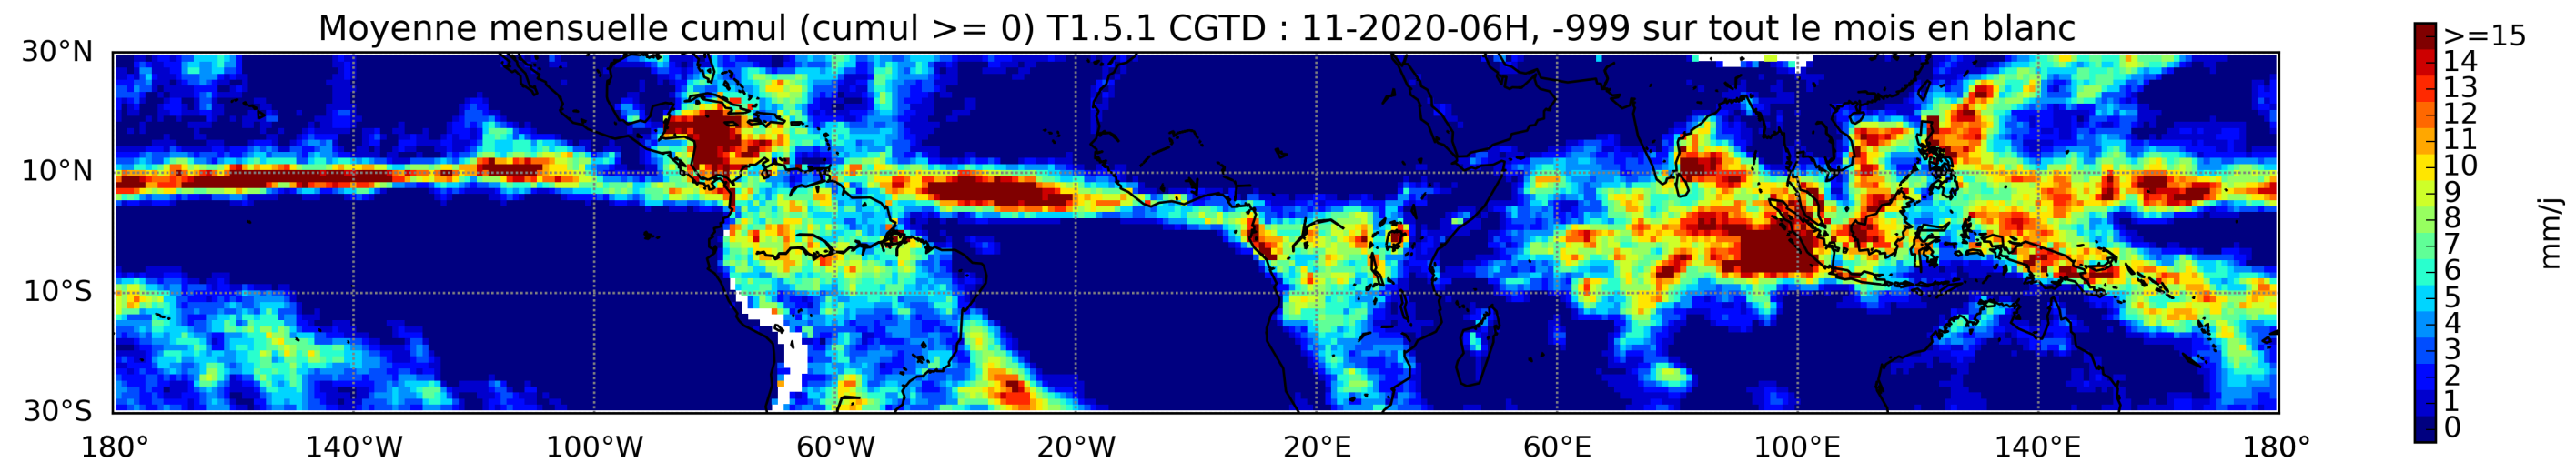 Moyenne mensuelle cumul (cumul >= 0) T1.5.1 CGTD : 11-2020-06H, -999 sur tout le mois en blanc
30°N
10°N
10°S
30°S
180°
140°W
100°W
60°W
20°W
20°E
60°E
100°E
140°E
180°
>=15
14
13
12
11
10
9
8
7
6
5
4
3
2
1
0
mm/j